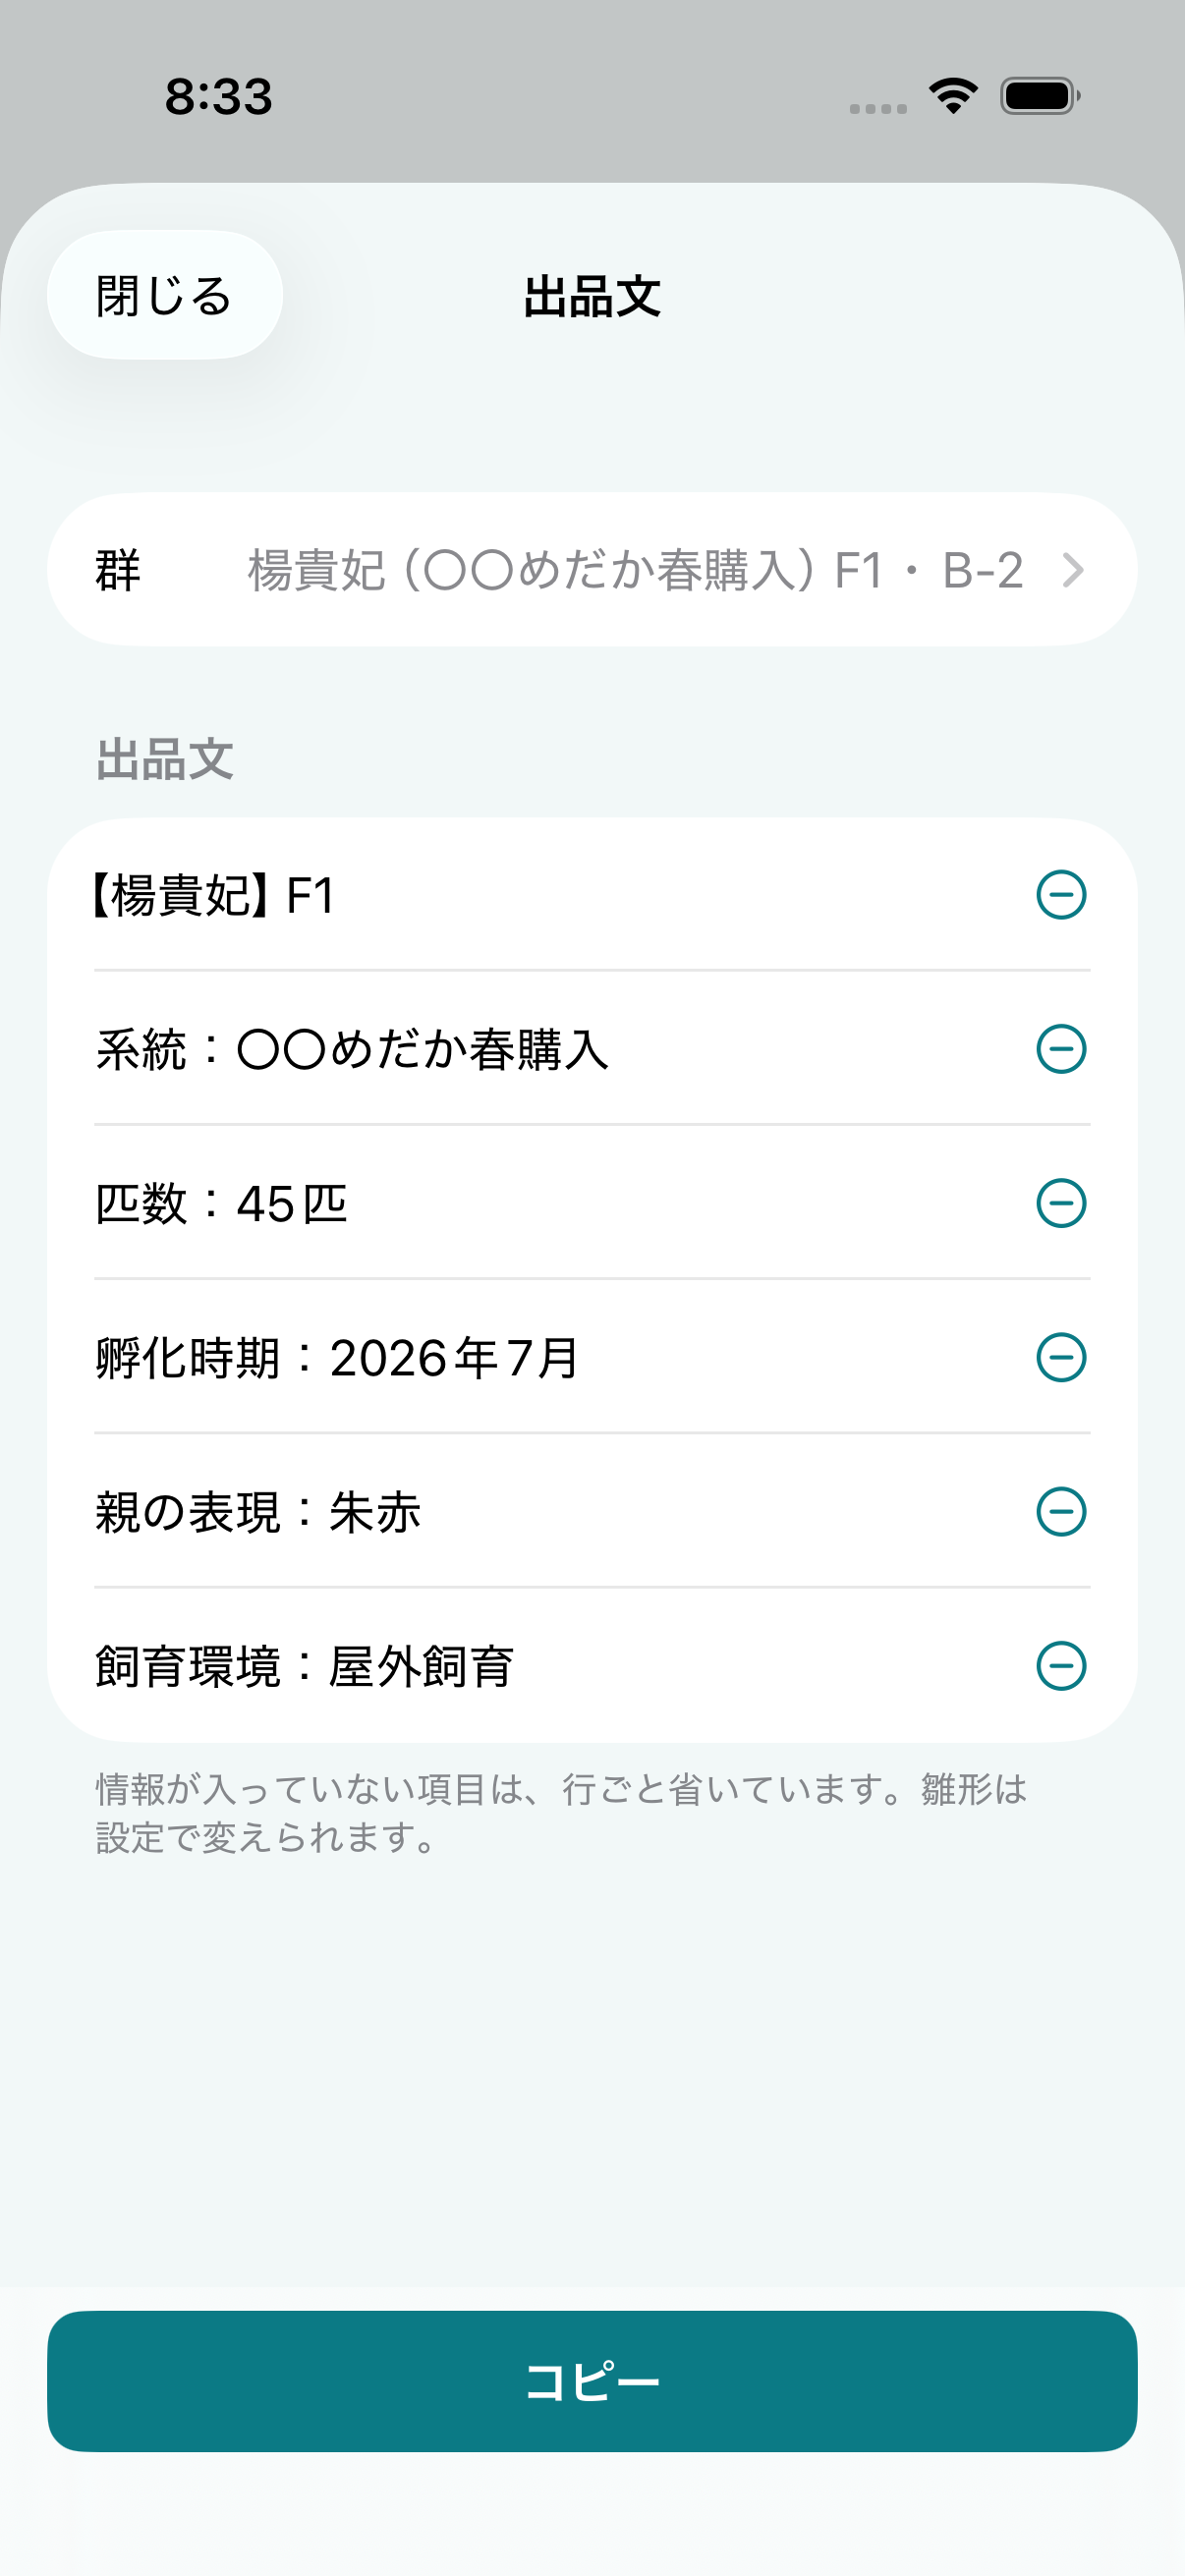 8:33
閉じる
出品文
群 楊貴妃（〇〇めだか春購入）F1・B-2
出品文
【楊貴妃】F1
系統：〇〇めだか春購入
匹数：45匹
孵化時期：2026年7月
親の表現：朱赤
飼育環境：屋外飼育
情報が入っていない項目は、行ごと省いています。雛形は
設定で変えられます。
コピー